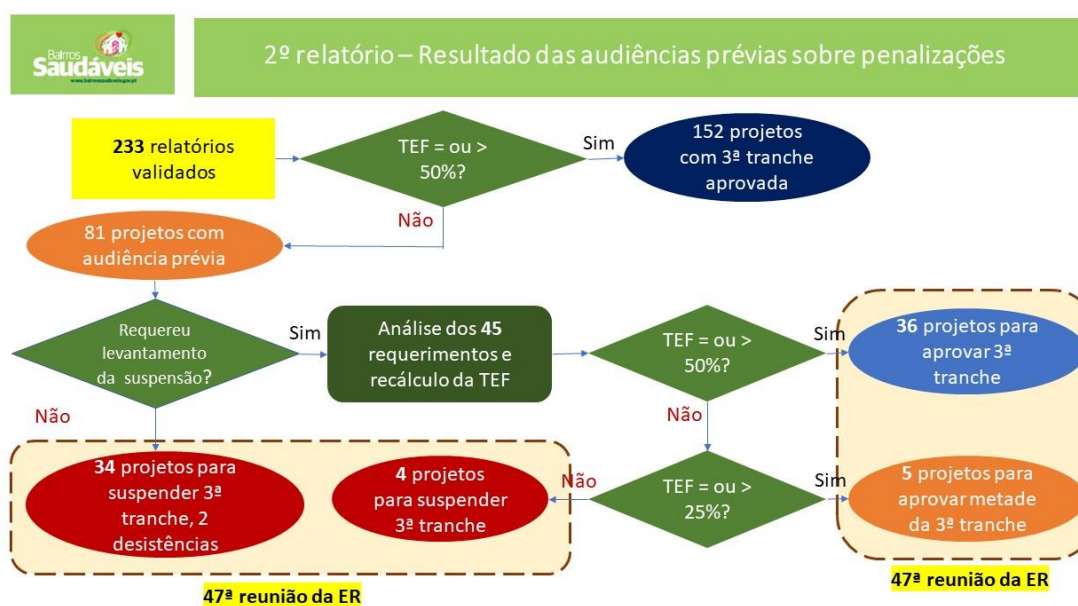 Bairros
Saudáveis
www.bairrossaudaveis.gov.pt
2º relatório – Resultado das audiências prévias sobre penalizações
233 relatórios
validados
TEF = ou >
50%?
Sim
152 projetos
com 3ª tranche
aprovada
Não
81 projetos com
audiência prévia
Requereu
levantamento
da suspensão?
Sim
Análise dos 45
requerimentos e
recálculo da TEF
TEF = ou >
50%?
Sim
36 projetos para
aprovar 3ª
tranche
Não
Não
34 projetos para
suspender 3ª
tranche, 2
desistências
4 projetos
para suspender
3ª tranche
Não
TEF = ou >
25%?
Sim
5 projetos para
aprovar metade
da 3ª tranche
47ª reunião da ER
47ª reunião da ER